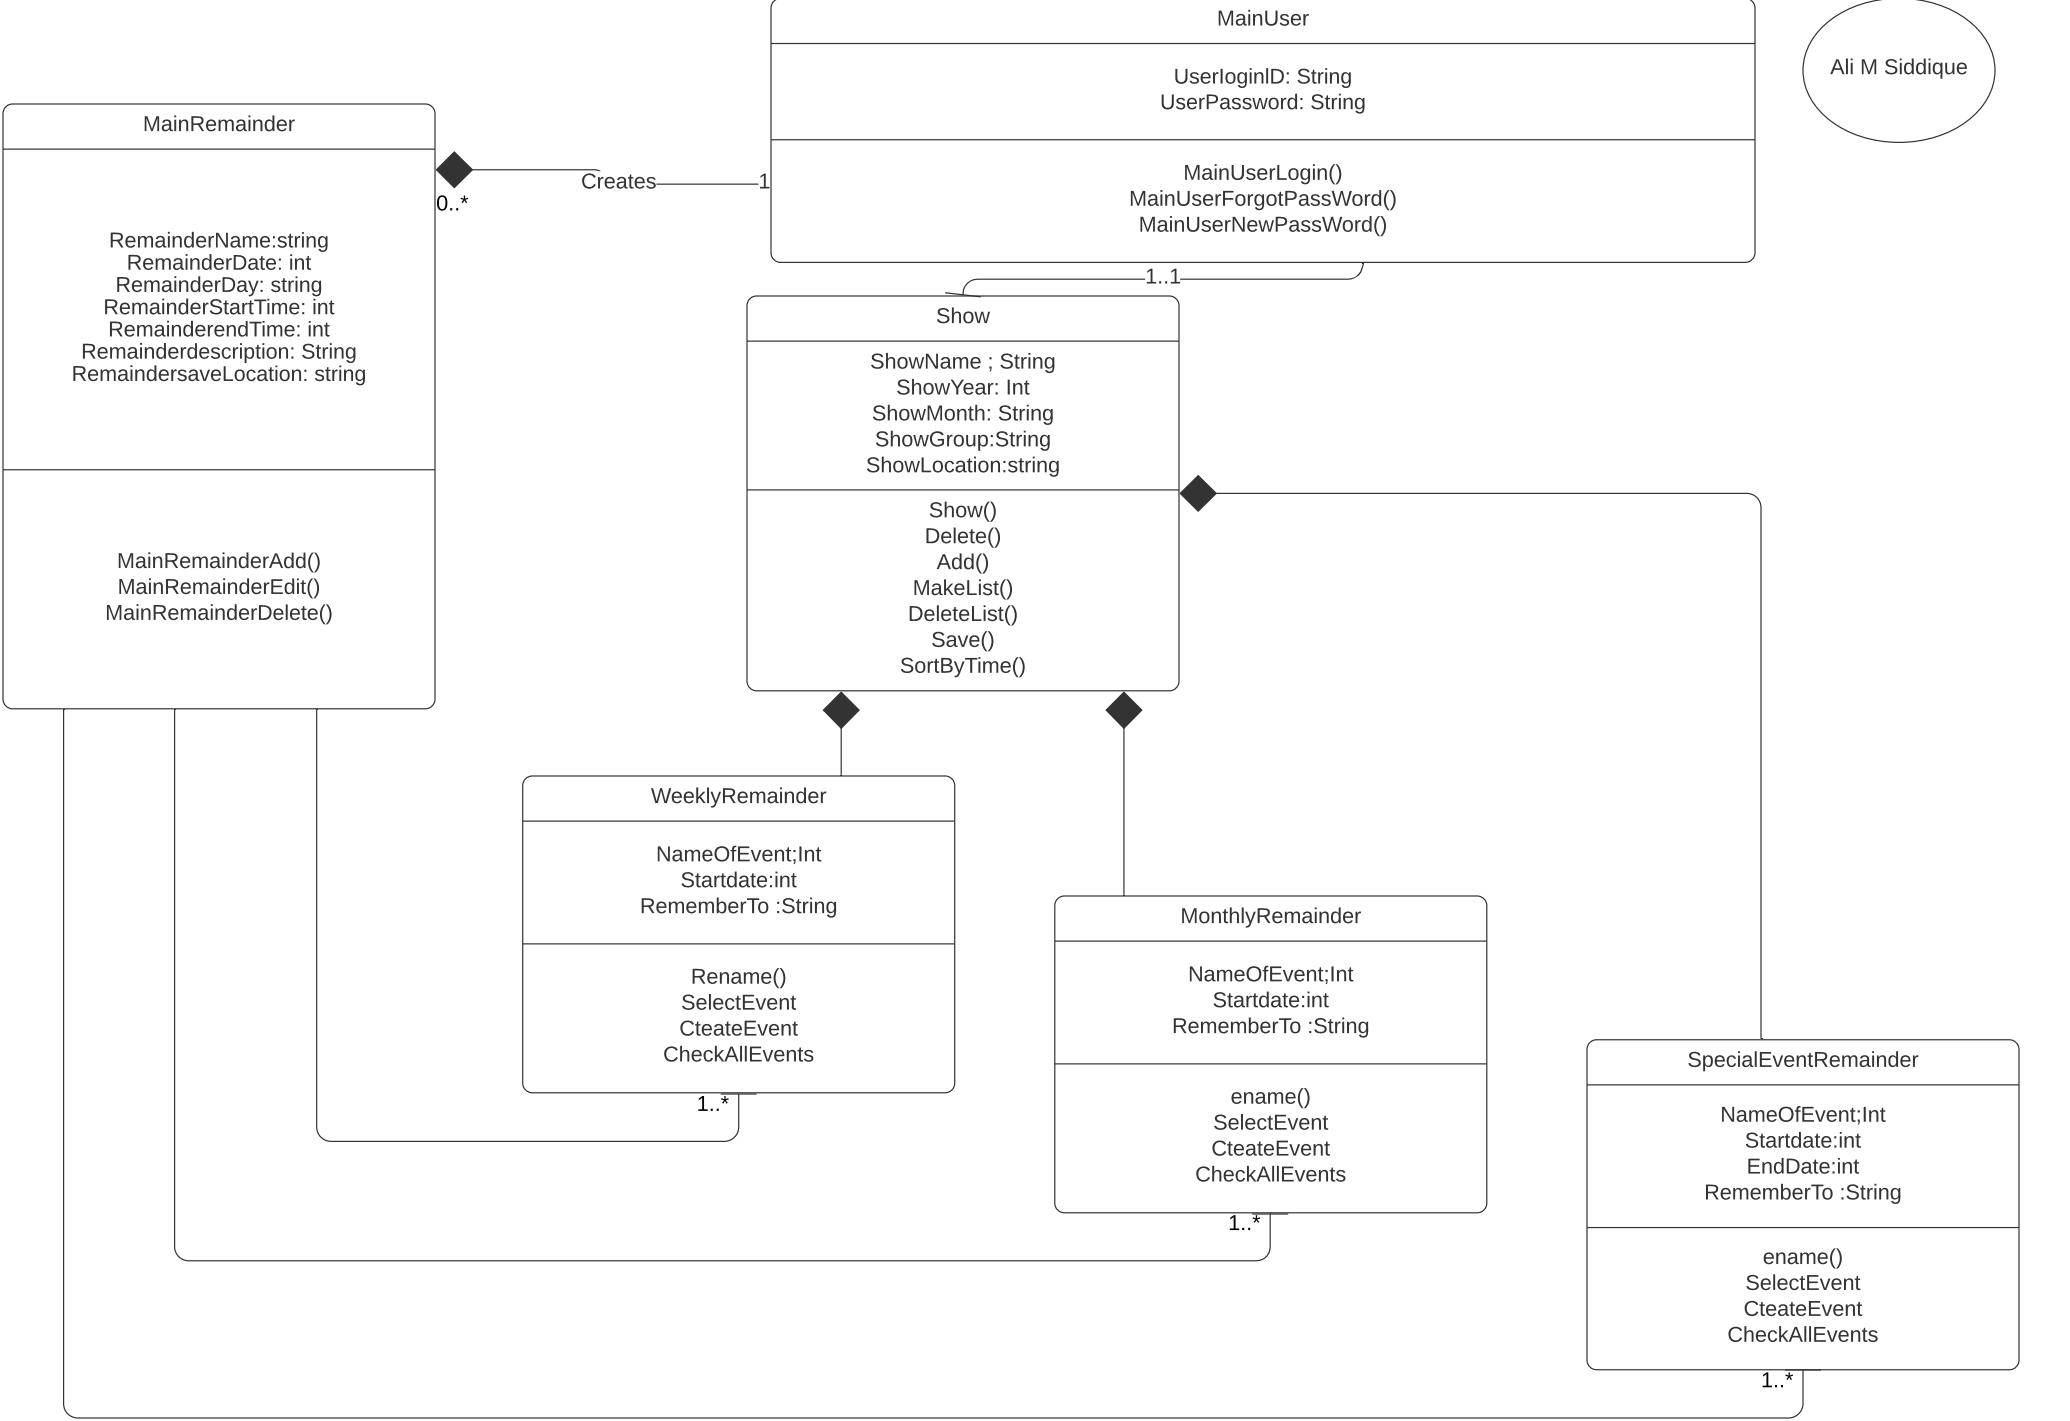 MainUser
UserIoginlD: String
UserPassword: String
MainUserLogin()
MainUserForgotPassWord()
MainUserNewPassWord()
Ali M Siddique
MainRemainder
RemainderName:string
RemainderDate: int
RemainderDay: string
RemainderStartTime: int
RemainderendTime: int
Remainderdescription: String
RemaindersaveLocation: string
MainRemainderAdd()
MainRemainderEdit()
MainRemainderDelete()
0..*
Creates
1
1..1
Show
ShowName ; String
ShowYear: Int
ShowMonth: String
ShowGroup:String
ShowLocation:string
Show()
Delete()
Add()
MakeList()
DeleteList()
Save()
SortByTime()
WeeklyRemainder
NameOfEvent;Int
Startdate:int
RememberTo :String
Rename()
SelectEvent
CteateEvent
CheckAllEvents
1..*
MonthlyRemainder
NameOfEvent;Int
Startdate:int
RememberTo :String
ename()
SelectEvent
CteateEvent
CheckAllEvents
1..*
SpecialEventRemainder
NameOfEvent;Int
Startdate:int
EndDate:int
RememberTo :String
ename()
SelectEvent
CteateEvent
CheckAllEvents
1..*